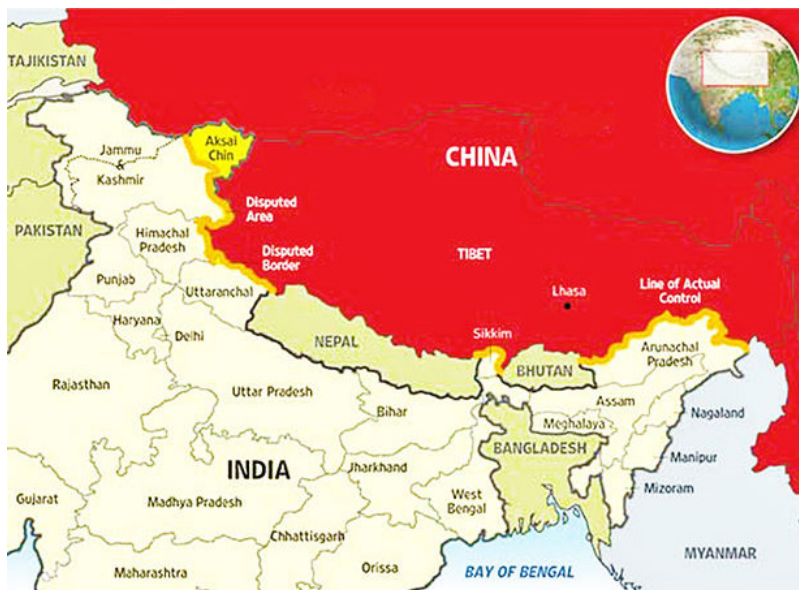 TAJIKISTAN
Aksai
Chin
Jammu
&
Kashmir
CHINA
Disputed
Area
PAKISTAN
Himachal
Pradesh
Disputed
Border
TIBET
Punjab
Uttaranchal
Lhasa
Line of Actual
Control
Haryana
Delhi
NEPAL
Sikkim
BHUTAN
Arunachal
Pradesh
Rajasthan
Uttar Pradesh
Bihar
Assam
Nagaland
Meghalaya
BANGLADESH
Manipur
INDIA
Jharkhand
Mizoram
Gujarat
Madhya Pradesh
West
Bengal
Chhattisgarh
MYANMAR
Maharashtra
Orissa
BAY OF BENGAL